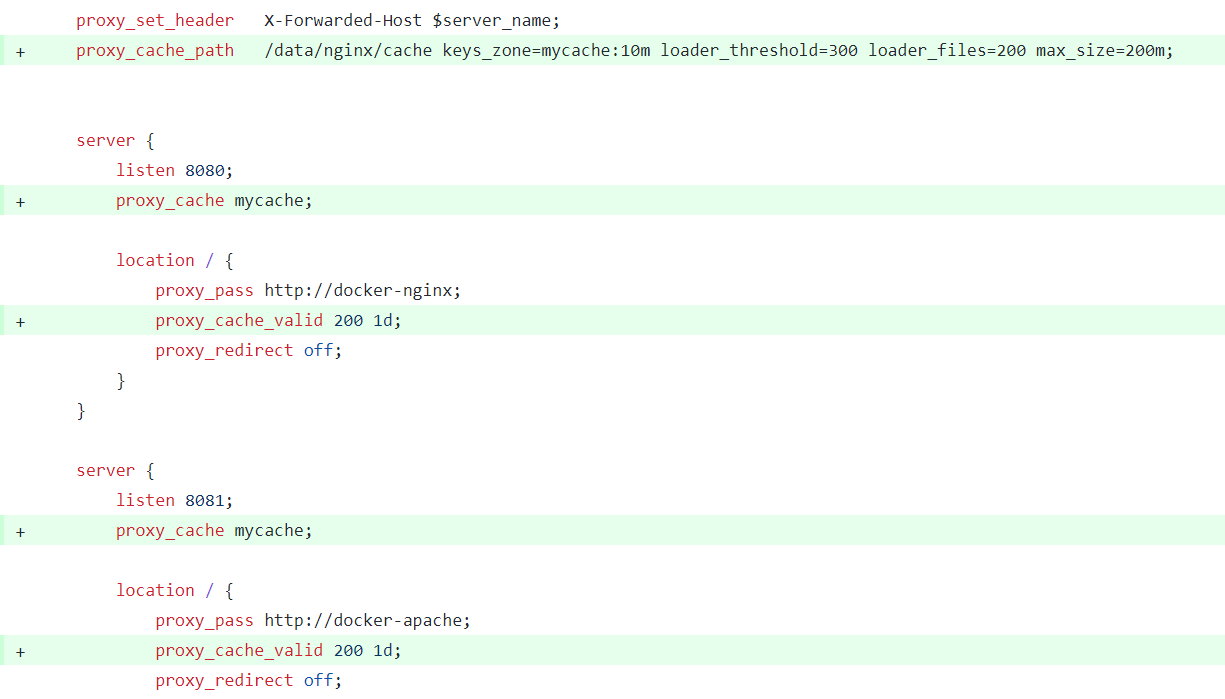 proxy_set_header X-Forwarded-Host $server_name;
+ proxy_cache_path /data/nginx/cache keys_zone=mycache:10m loader_threshold=300 loader_files=200 max_size=200m;
server {
listen 8080;
+ proxy_cache mycache;
location / {
proxy_pass http://docker-nginx;
+ proxy_cache_valid 200 1d;
proxy_redirect off;
}
}
server {
listen 8081;
+ proxy_cache mycache;
location / {
proxy_pass http://docker-apache;
+ proxy_cache_valid 200 1d;
proxy_redirect off;